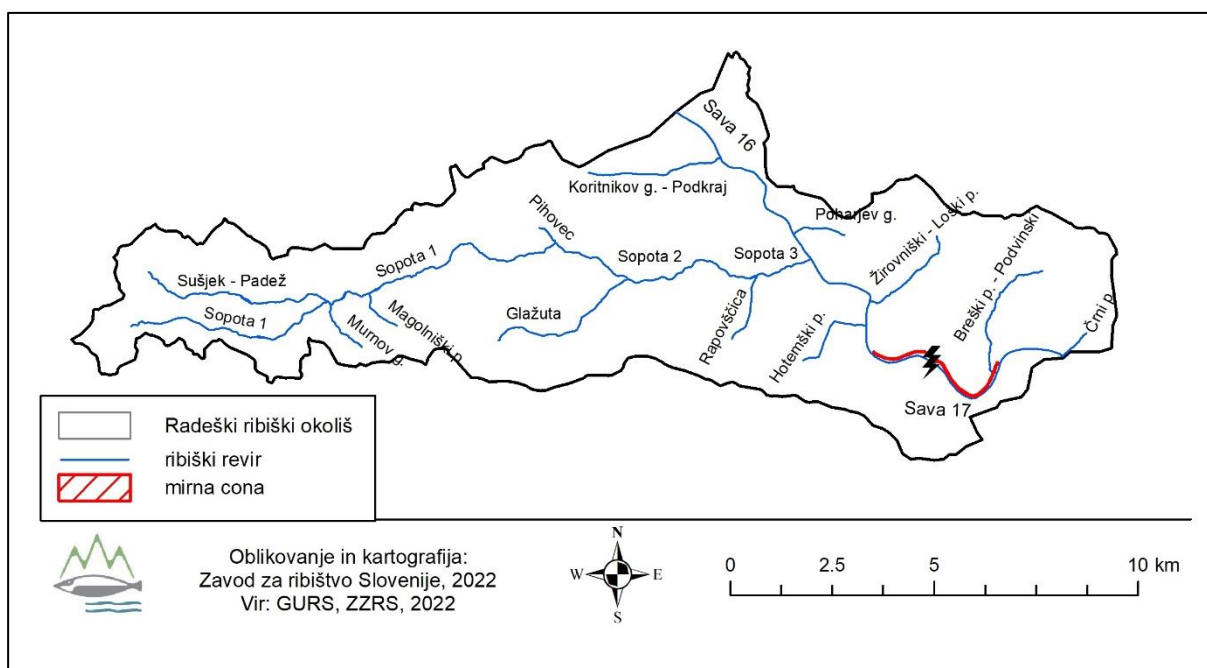 Sava 16
Koritnikov g. - Podkraj
Poharjev g.
Žirovniški - Loški p.
Pihovec
Sopota 1
Sopota 2
Sopota 3
Breški p. - Podvinski
Sušjek - Padež
Sopota 1
Glažuta
Rapovščica
Hotemški p.
Magolniški p.
Murnov g.
Črni p.
Sava 17
Radeški ribiški okoliš
ribiški revir
mirna cona
Oblikovanje in kartografija:
Zavod za ribištvo Slovenije, 2022
Vir: GURS, ZZRS, 2022
N
W E
S
0 2.5 5 10 km